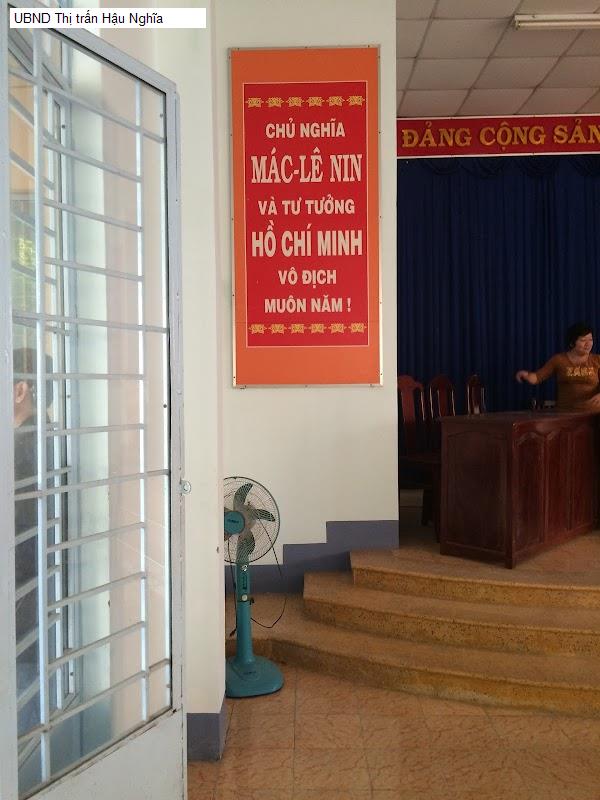 UBND Thị trấn Hậu Nghĩa
CHỦ NGHĨA
MÁC-LÊ NIN
VÀ TƯ TƯỞNG
HỒ CHÍ MINH
VÔ ĐỊCH
MUÔN NĂM !
ĐẢNG CỘNG SẢN